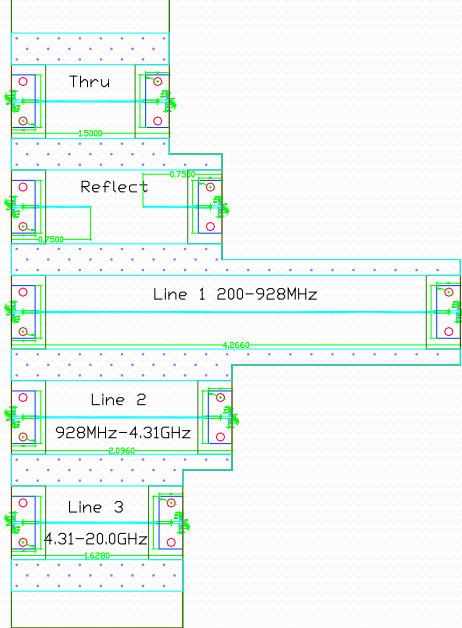 Thru
1.5000
0.7500
Reflect
0.7500
Line 1 200-928MHz
4.2660
Line 2
928MHz-4.31GHz
2.0960
Line 3
4.31-20.0GHz
1.6280